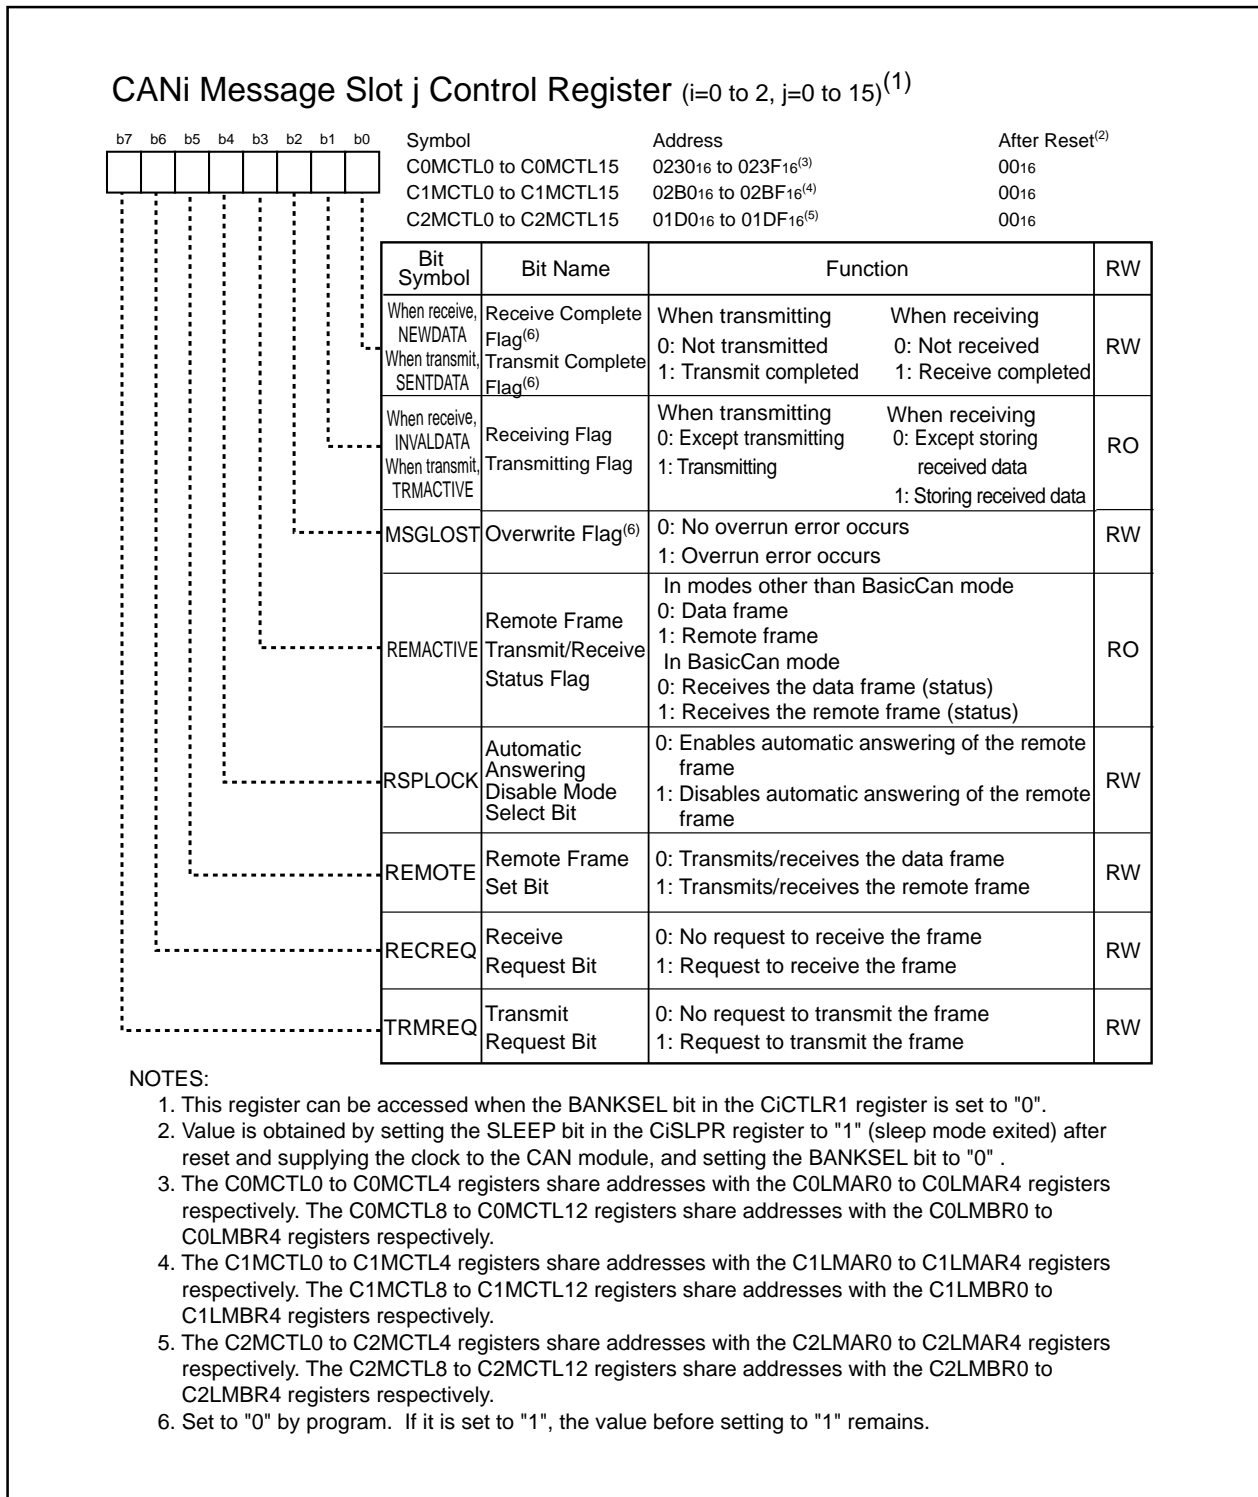 CANi Message Slot j Control Register (i=0 to 2, j=0 to 15)(1)
b7 b6 b5 b4 b3 b2 b1 b0
Symbol Address After Reset(2)
C0MCTL0 to C0MCTL15 023016 to 023F16(3) 0016
C1MCTL0 to C1MCTL15 02B016 to 02BF16(4) 0016
C2MCTL0 to C2MCTL15 01D016 to 01DF16(5) 0016
Bit Symbol Bit Name Function RW
When receive,
NEWDATA
When transmit,
SENTDATA
Receive Complete
Flag(6)
Transmit Complete
Flag(6)
When transmitting
0: Not transmitted
1: Transmit completed
When receiving
0: Not received
1: Receive completed
RW
When receive,
INVALDATA
When transmit,
TRMACTIVE
Receiving Flag
Transmitting Flag
When transmitting
0: Except transmitting
1: Transmitting
When receiving
0: Except storing
received data
1: Storing received data
RO
MSGLOST
Overwrite Flag(6)
0: No overrun error occurs
1: Overrun error occurs
RW
REMACTIVE
Remote Frame
Transmit/Receive
Status Flag
In modes other than BasicCan mode
0: Data frame
1: Remote frame
In BasicCan mode
0: Receives the data frame (status)
1: Receives the remote frame (status)
RO
RSPLOCK
Automatic
Answering
Disable Mode
Select Bit
0: Enables automatic answering of the remote
frame
1: Disables automatic answering of the remote
frame
RW
REMOTE
Remote Frame
Set Bit
0: Transmits/receives the data frame
1: Transmits/receives the remote frame
RW
RECREQ
Receive
Request Bit
0: No request to receive the frame
1: Request to receive the frame
RW
TRMREQ
Transmit
Request Bit
0: No request to transmit the frame
1: Request to transmit the frame
RW
NOTES:
1. This register can be accessed when the BANKSEL bit in the CiCTLR1 register is set to "0".
2. Value is obtained by setting the SLEEP bit in the CiSLPR register to "1" (sleep mode exited) after
reset and supplying the clock to the CAN module, and setting the BANKSEL bit to "0" .
3. The C0MCTL0 to C0MCTL4 registers share addresses with the C0LMAR0 to C0LMAR4 registers
respectively. The C0MCTL8 to C0MCTL12 registers share addresses with the C0LMBR0 to
C0LMBR4 registers respectively.
4. The C1MCTL0 to C1MCTL4 registers share addresses with the C1LMAR0 to C1LMAR4 registers
respectively. The C1MCTL8 to C1MCTL12 registers share addresses with the C1LMBR0 to
C1LMBR4 registers respectively.
5. The C2MCTL0 to C2MCTL4 registers share addresses with the C2LMAR0 to C2LMAR4 registers
respectively. The C2MCTL8 to C2MCTL12 registers share addresses with the C2LMBR0 to
C2LMBR4 registers respectively.
6. Set to "0" by program. If it is set to "1", the value before setting to "1" remains.